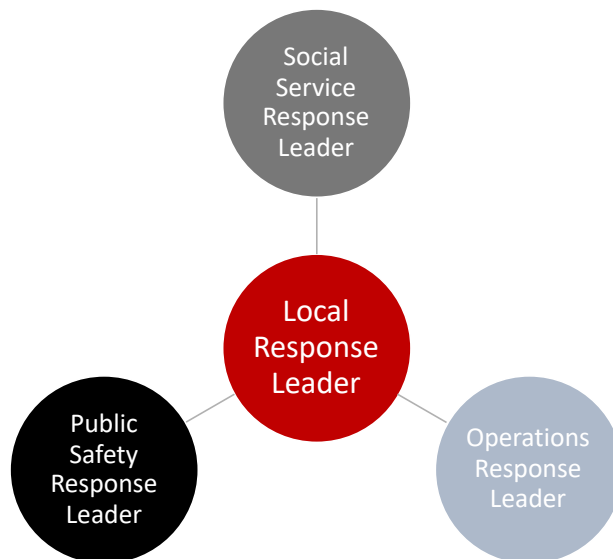 Social
Service
Response
Leader
Local
Response
Leader
Public
Safety
Response
Leader
Operations
Response
Leader